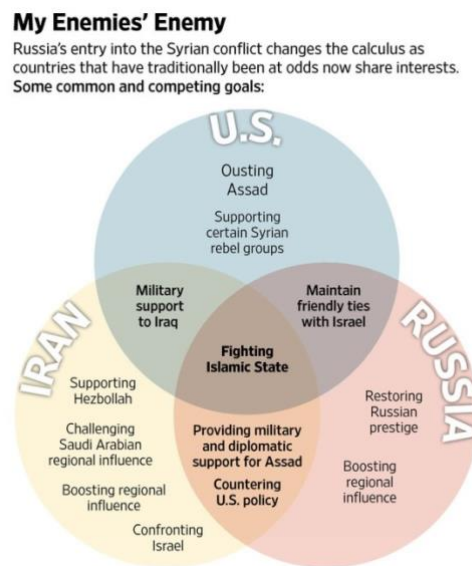 My Enemies' Enemy
Russia's entry into the Syrian conflict changes the calculus as
countries that have traditionally been at odds now share interests.
Some common and competing goals:
U.S.
Ousting
Assad
Supporting
certain Syrian
rebel groups
Military
support
to Iraq
Maintain
friendly ties
with Israel
IRAN
RUSSIA
Fighting
Islamic State
Supporting
Hezbollah
Challenging
Saudi Arabian
regional influence
Boosting regional
influence
Confronting
Israel
Providing military
and diplomatic
support for Assad
Countering
U.S. policy
Restoring
Russian
prestige
Boosting
regional
influence